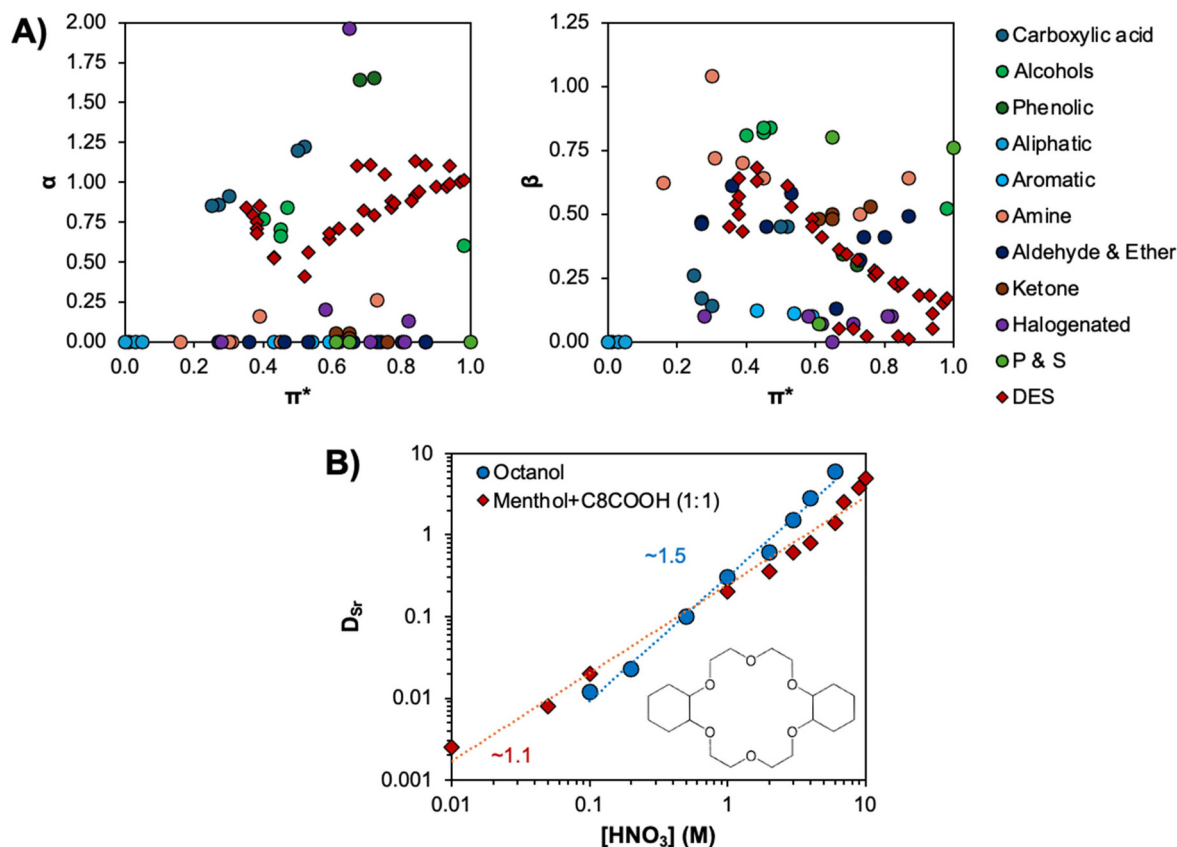 A)
2.00
1.75
1.50
1.25
1.00
0.75
0.50
0.25
0.00
α
0.0 0.2 0.4 0.6 0.8 1.0
π*
1.25
1.00
0.75
0.50
0.25
0.00
β
0.0 0.2 0.4 0.6 0.8 1.0
π*
Carboxylic acid
Alcohols
Phenolic
Aliphatic
Aromatic
Amine
Aldehyde & Ether
Ketone
Halogenated
P & S
DES
B)
10
1
0.1
0.01
0.001
D_Sr
Octanol
Menthol+C8COOH (1:1)
~1.5
~1.1
O
O O
O O
O
0.01 0.1 1 10
[HNO₃] (M)